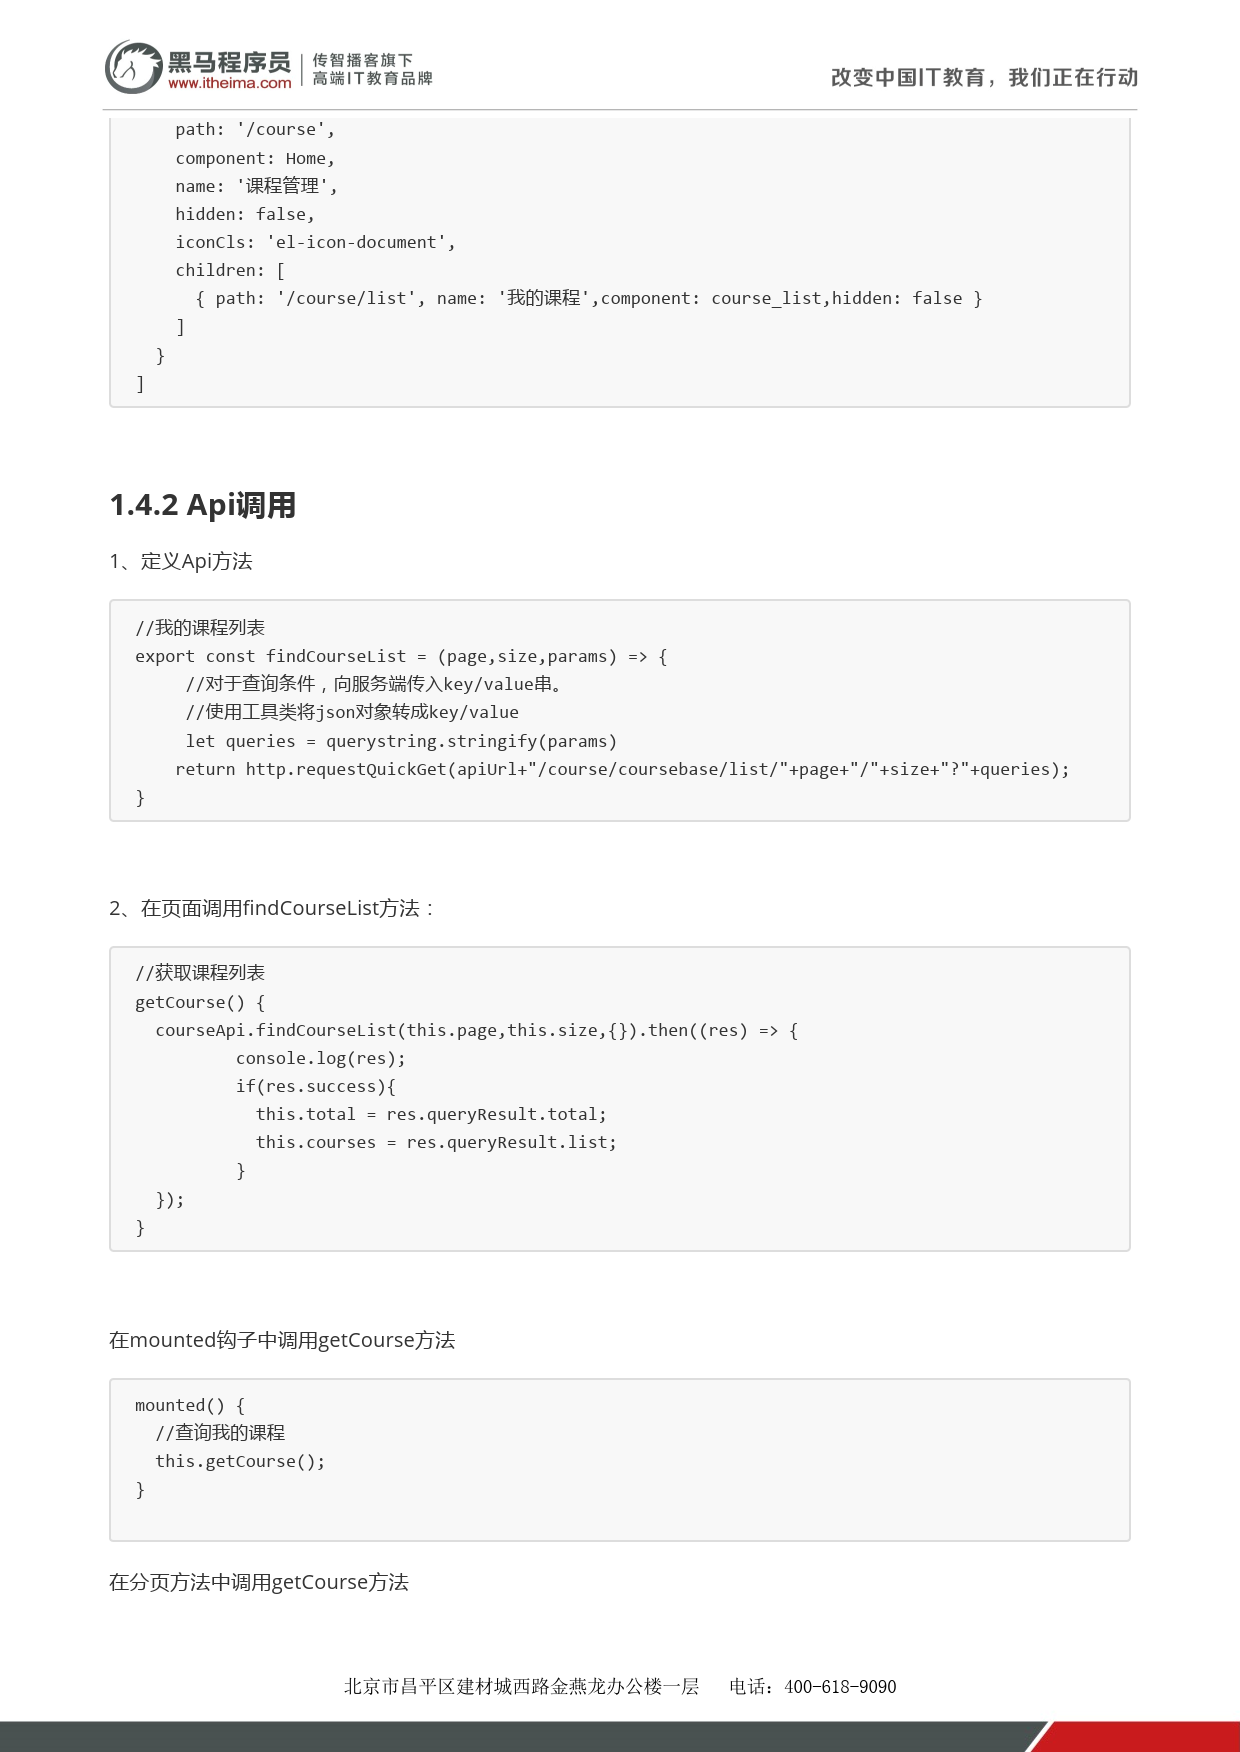 黑马程序员
www.itheima.com
传智播客旗下
高端IT教育品牌
改变中国IT教育，我们正在行动
path: '/course',
component: Home,
name: '课程管理',
hidden: false,
iconCls: 'el-icon-document',
children: [
{ path: '/course/list', name: '我的课程',component: course_list,hidden: false }
]
}
]
1.4.2 Api调用
1、定义Api方法
//我的课程列表
export const findCourseList = (page,size,params) => {
//对于查询条件，向服务端传入key/value串。
//使用工具类将json对象转成key/value
let queries = querystring.stringify(params)
return http.requestQuickGet(apiUrl+"/course/coursebase/list/"+page+"/"+size+"?"+queries);
}
2、在页面调用findCourseList方法：
//获取课程列表
getCourse() {
courseApi.findCourseList(this.page,this.size,{}).then((res) => {
console.log(res);
if(res.success){
this.total = res.queryResult.total;
this.courses = res.queryResult.list;
}
});
}
在mounted钩子中调用getCourse方法
mounted() {
//查询我的课程
this.getCourse();
}
在分页方法中调用getCourse方法
北京市昌平区建材城西路金燕龙办公楼一层 电话：400-618-9090